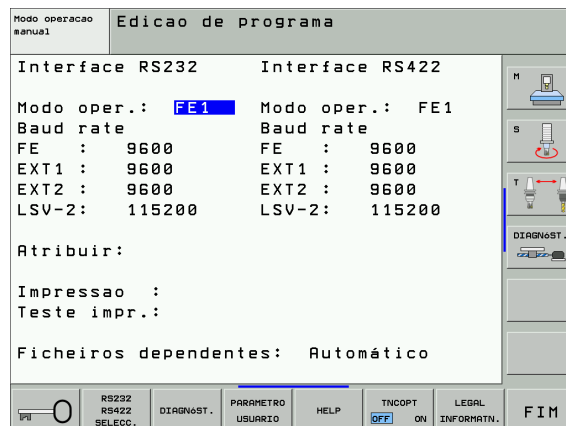 Modo operacao
manual
Edicao de programa
Interface RS232 Interface RS422
Modo oper.: FE1 Modo oper.: FE1
Baud rate Baud rate
FE : 9600 FE : 9600
EXT1 : 9600 EXT1 : 9600
EXT2 : 9600 EXT2 : 9600
LSV-2: 115200 LSV-2: 115200
Atribuir:
Impressao :
Teste impr.:
Ficheiros dependentes: Automático
M
S
T
DIAGNóST.
RS232
RS422
SELECC.
DIAGNóST.
PARAMETRO
USUARIO
HELP
TNCOPT
OFF ON
LEGAL
INFORMATN.
FIM